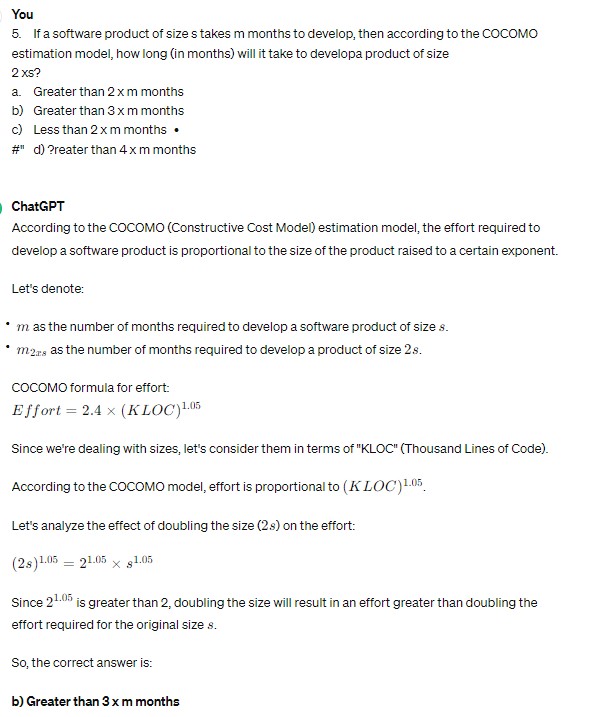 You
5. If a software product of size s takes m months to develop, then according to the COCOMO
estimation model, how long (in months) will it take to developa product of size
2 xs?
a. Greater than 2 x m months
b) Greater than 3 x m months
c) Less than 2 x m months •
#" d) ?reater than 4 x m months
ChatGPT
According to the COCOMO (Constructive Cost Model) estimation model, the effort required to
develop a software product is proportional to the size of the product raised to a certain exponent.
Let's denote:
• m as the number of months required to develop a software product of size s.
• m₂ₓₛ as the number of months required to develop a product of size 2s.
COCOMO formula for effort:
Effort = 2.4 × (KLOC)^1.05
Since we're dealing with sizes, let's consider them in terms of "KLOC" (Thousand Lines of Code).
According to the COCOMO model, effort is proportional to (KLOC)^1.05.
Let's analyze the effect of doubling the size (2s) on the effort:
(2s)^1.05 = 2^1.05 × s^1.05
Since 2^1.05 is greater than 2, doubling the size will result in an effort greater than doubling the
effort required for the original size s.
So, the correct answer is:
b) Greater than 3 x m months